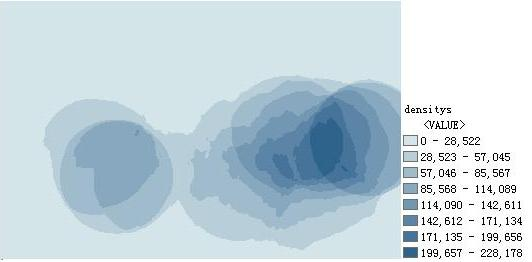 densitys
<VALUE>
0 - 28,522
28,523 - 57,045
57,046 - 85,567
85,568 - 114,089
114,090 - 142,611
142,612 - 171,134
171,135 - 199,656
199,657 - 228,178